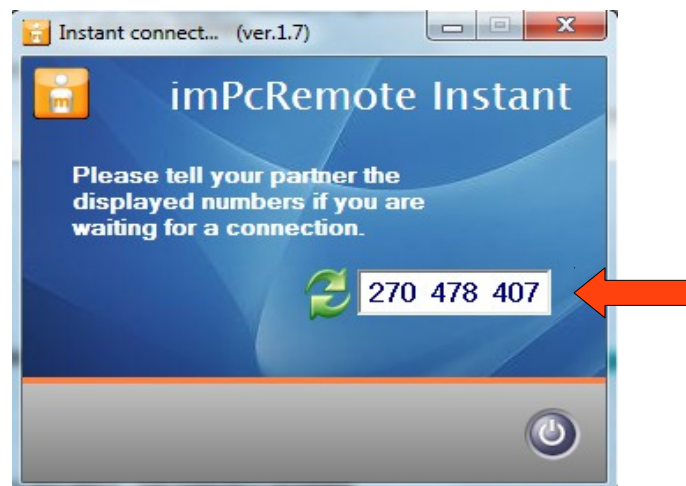 Instant connect... (ver.1.7)
m
imPcRemote Instant
Please tell your partner the
displayed numbers if you are
waiting for a connection.
270 478 407